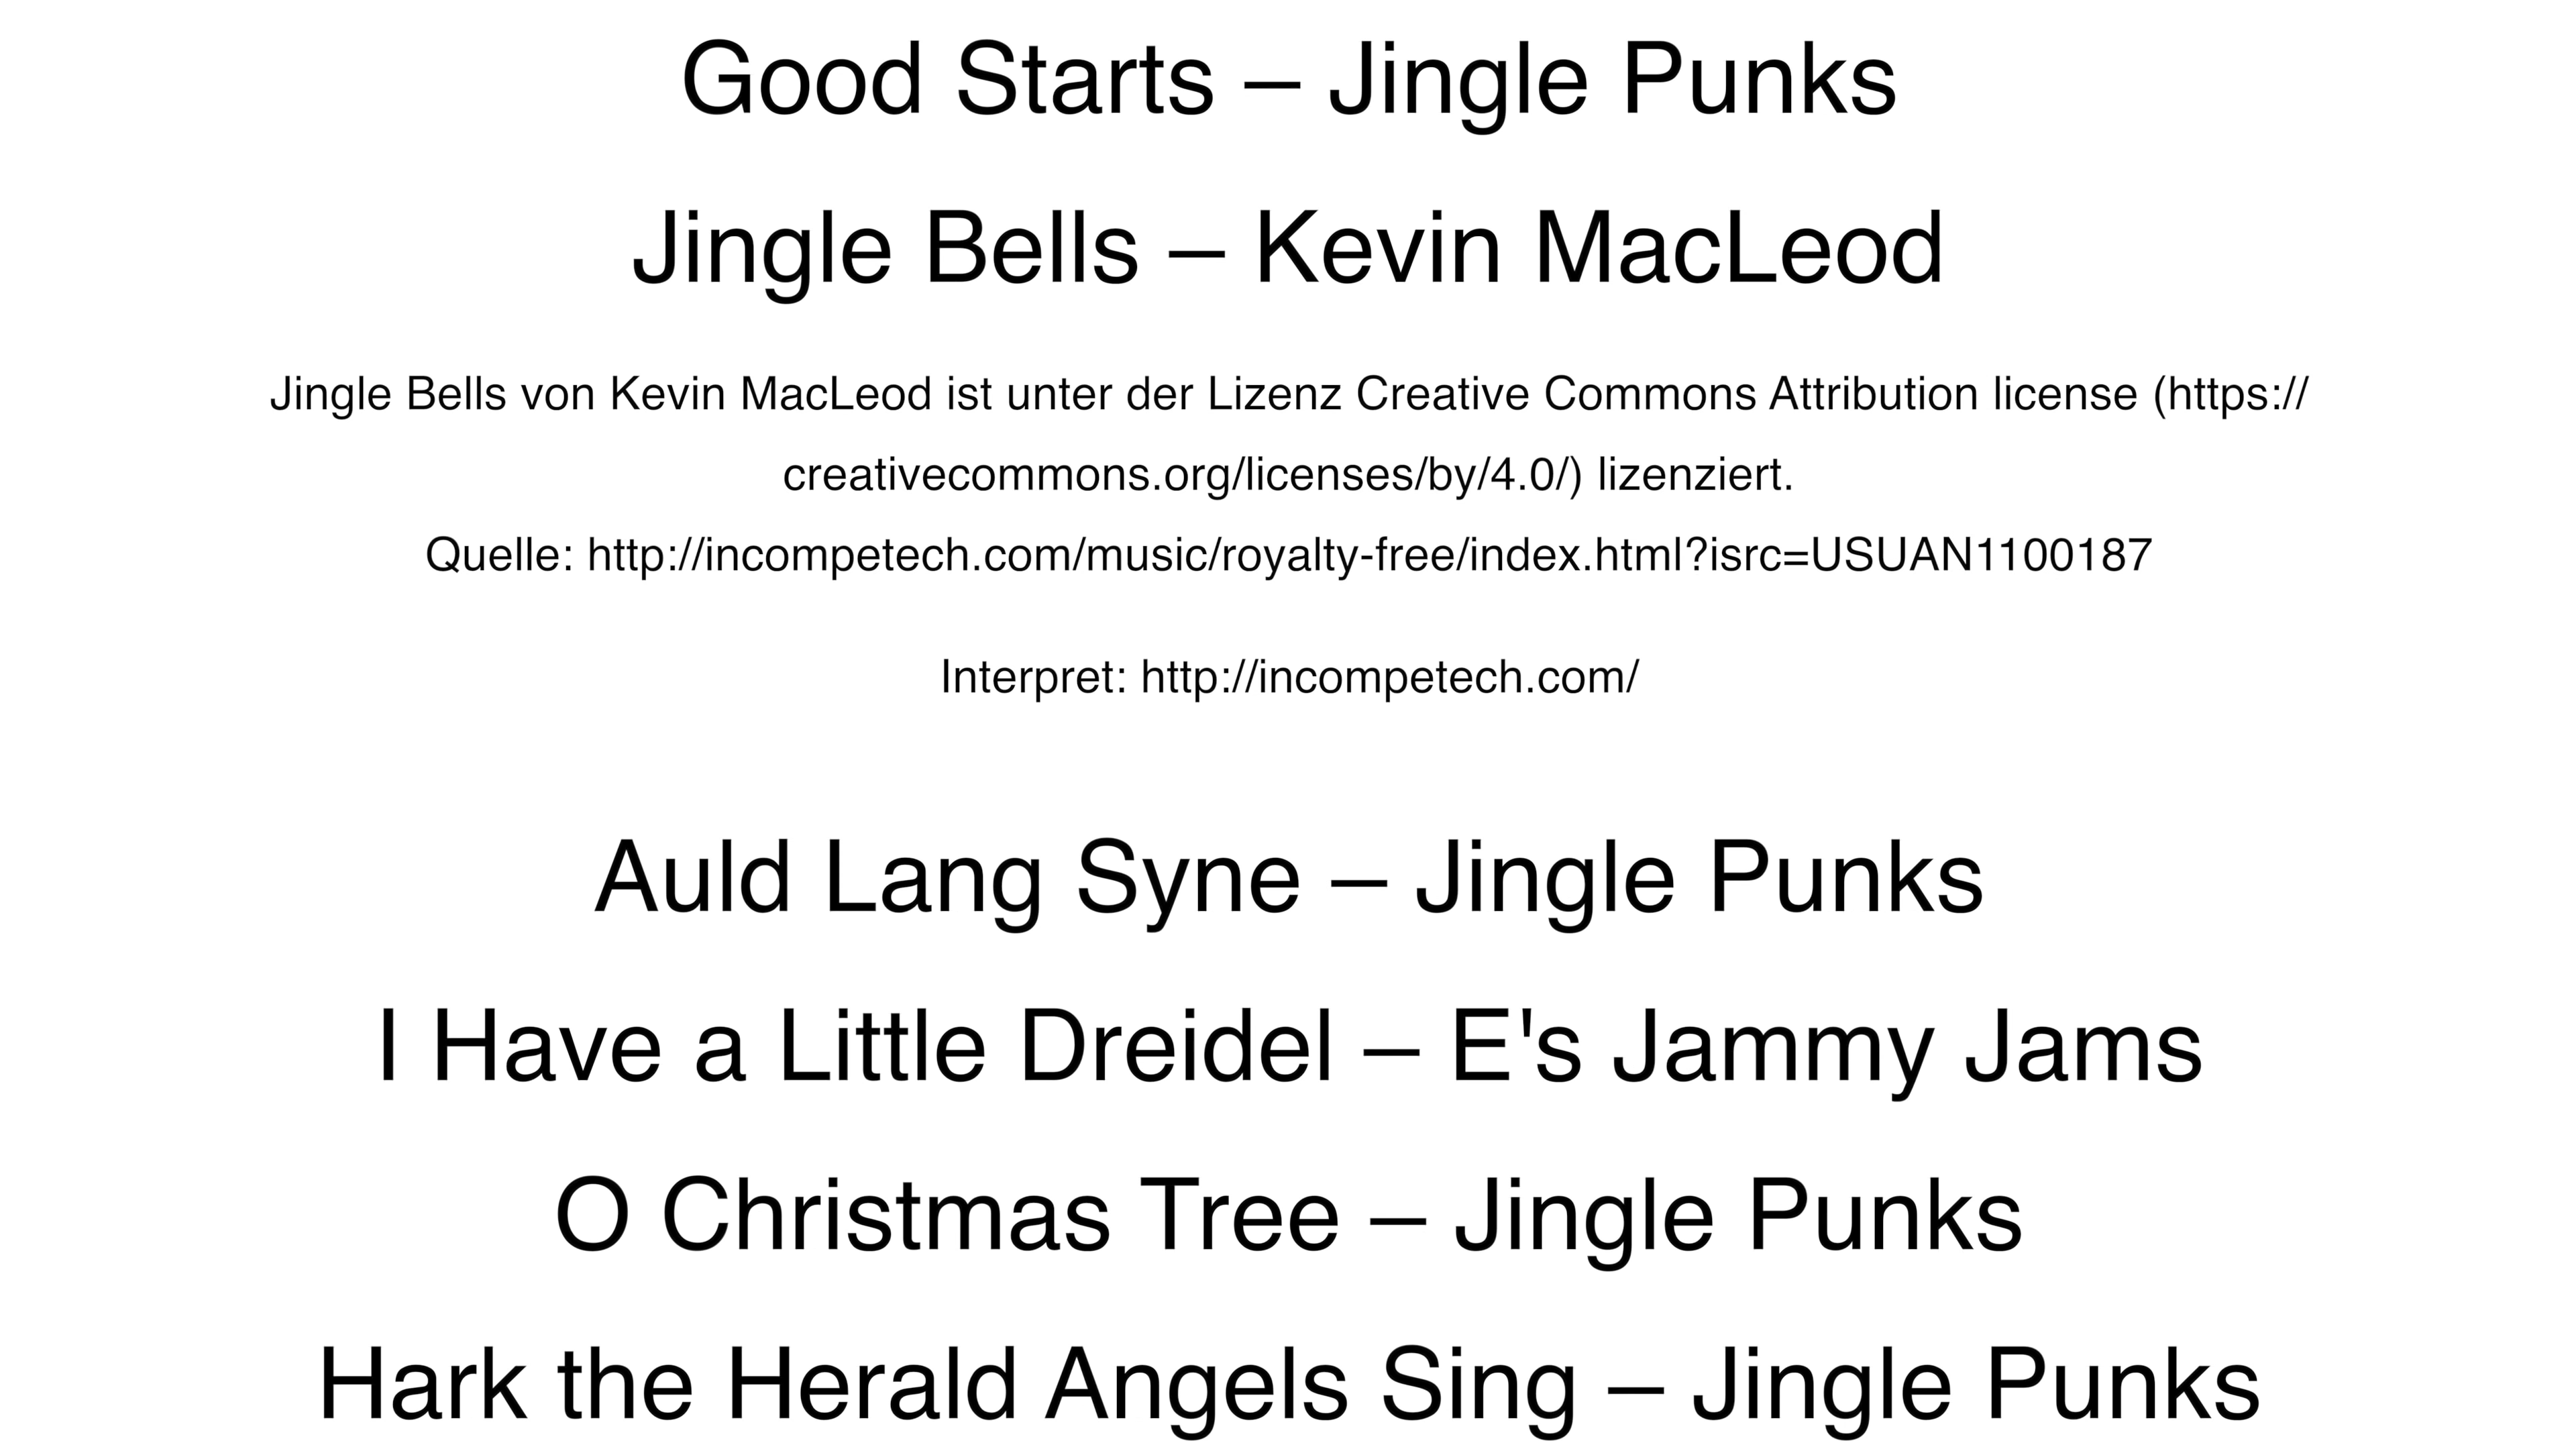 Good Starts – Jingle Punks
Jingle Bells – Kevin MacLeod
Jingle Bells von Kevin MacLeod ist unter der Lizenz Creative Commons Attribution license (https://
creativecommons.org/licenses/by/4.0/) lizenziert.
Quelle: http://incompetech.com/music/royalty-free/index.html?isrc=USUAN1100187
Interpret: http://incompetech.com/
Auld Lang Syne – Jingle Punks
I Have a Little Dreidel – E's Jammy Jams
O Christmas Tree – Jingle Punks
Hark the Herald Angels Sing – Jingle Punks